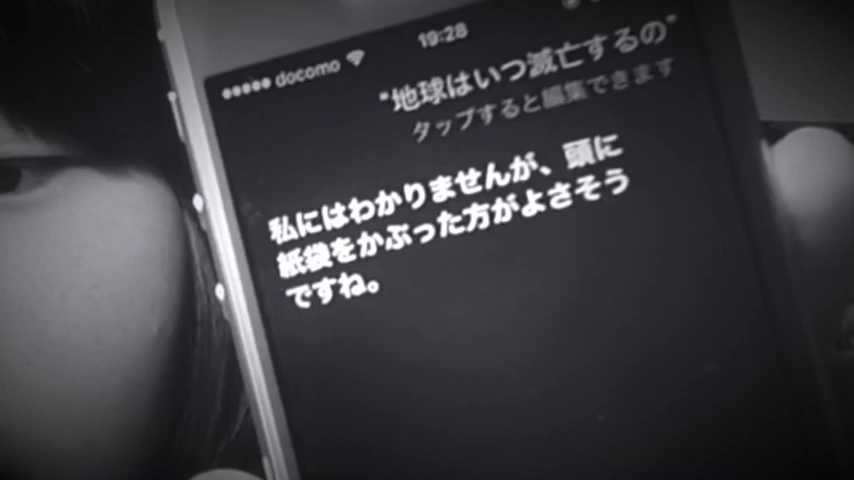 ●●●●● docomo 19:28
“地球はいつ滅亡するの”
タップすると編集できます
私にはわかりませんが、頭に
紙袋をかぶった方がよさそう
ですね。